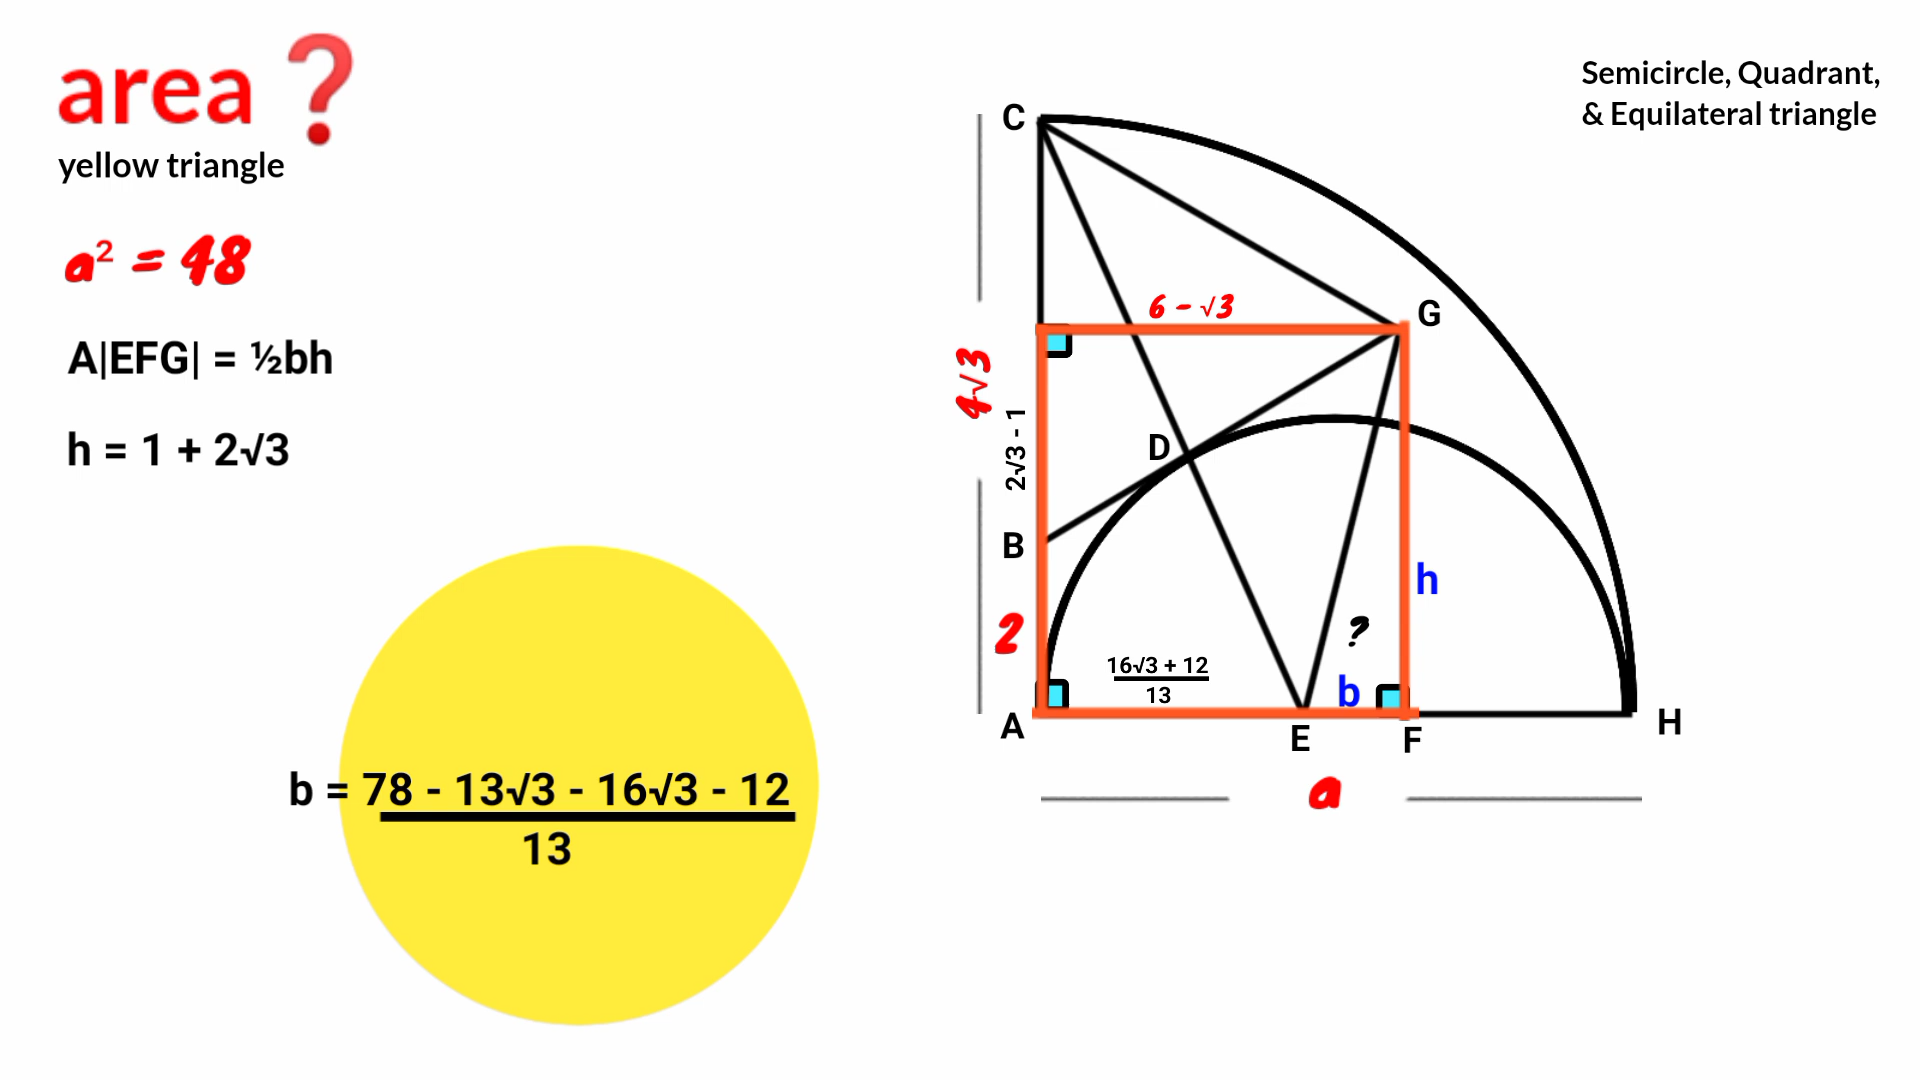 area❓
yellow triangle
a² = 48
A|EFG| = ½bh
h = 1 + 2√3
b = 78 - 13√3 - 16√3 - 12
13
Semicircle, Quadrant,
& Equilateral triangle
C
G
6 - √3
4√3
2√3 - 1
D
B
h
2
?
16√3 + 12
13
b
A
E
F
H
a